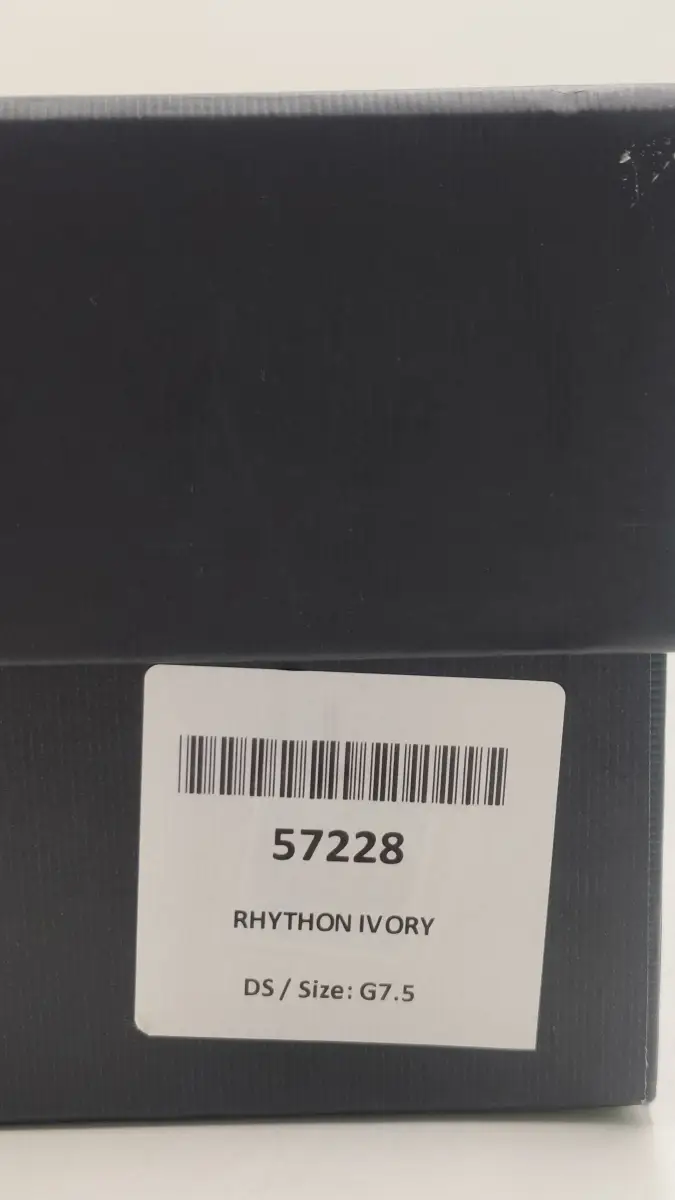 57228
RHYTHON IVORY
DS / Size: G7.5